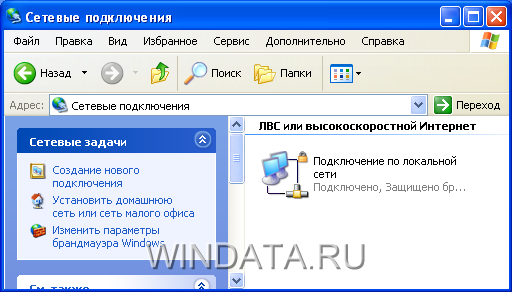 Сетевые подключения
Файл Правка Вид Избранное Сервис Дополнительно Справка
Назад Поиск Папки
Адрес: Сетевые подключения Переход
Сетевые задачи
Создание нового
подключения
Установить домашнюю
сеть или сеть малого офиса
Изменить параметры
брандмауэра Windows
См. также
ЛВС или высокоскоростной Интернет
Подключение по локальной
сети
Подключено, Защищено бр...
WINDATA.RU